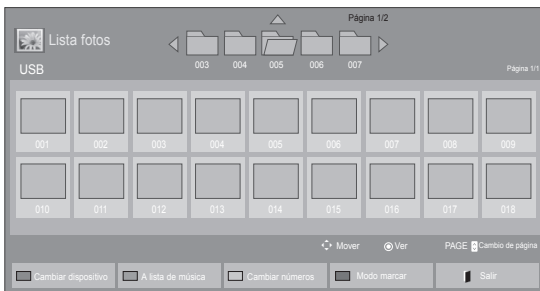 Página 1/2
Lista fotos
003 004 005 006 007
USB
Página 1/1
001 002 003 004 005 006 007 008 009
010 011 012 013 014 015 016 017 018
Mover Ver PAGE Cambio de página
Cambiar dispositivo A lista de música Cambiar números Modo marcar Salir